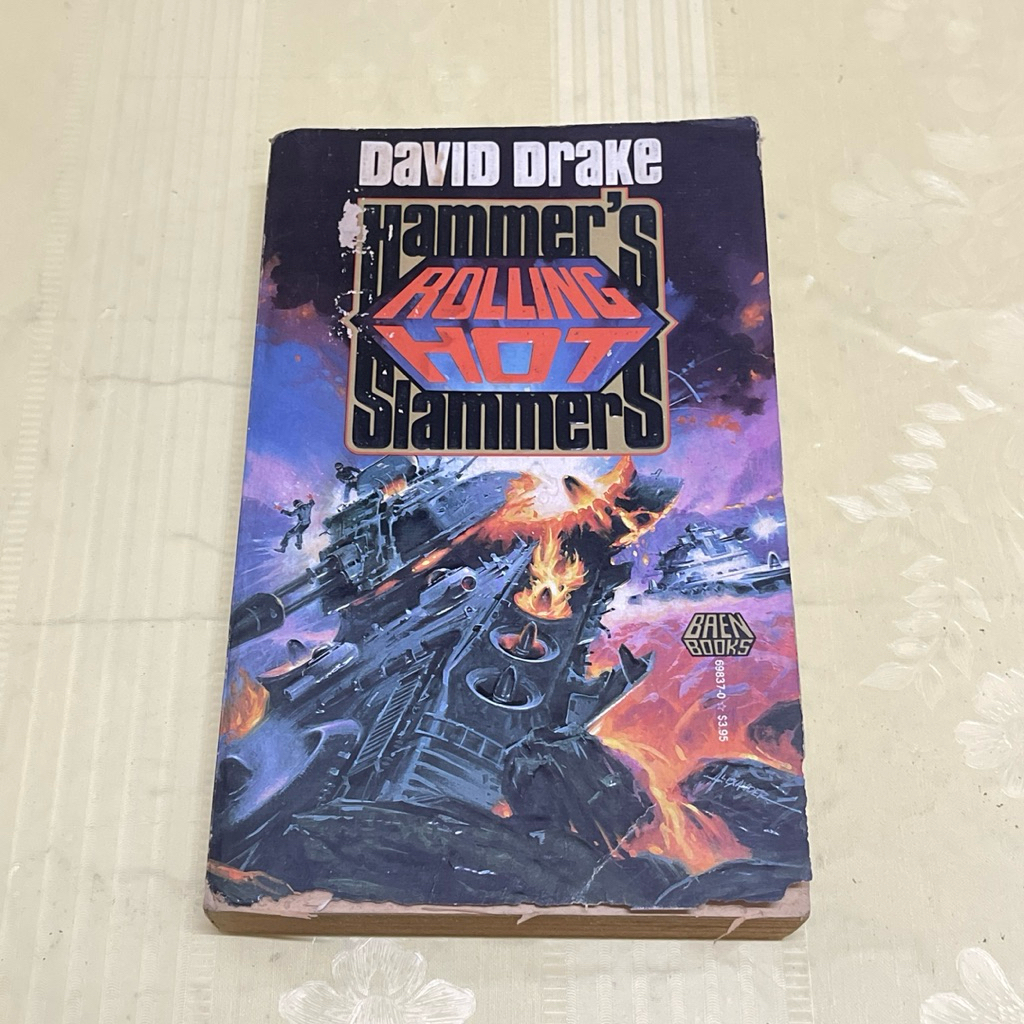 DAVID DRAKE
Hammer's
ROLLING
HOT
Slammers
BAEN
BOOKS
69837-0 ☆ $3.95